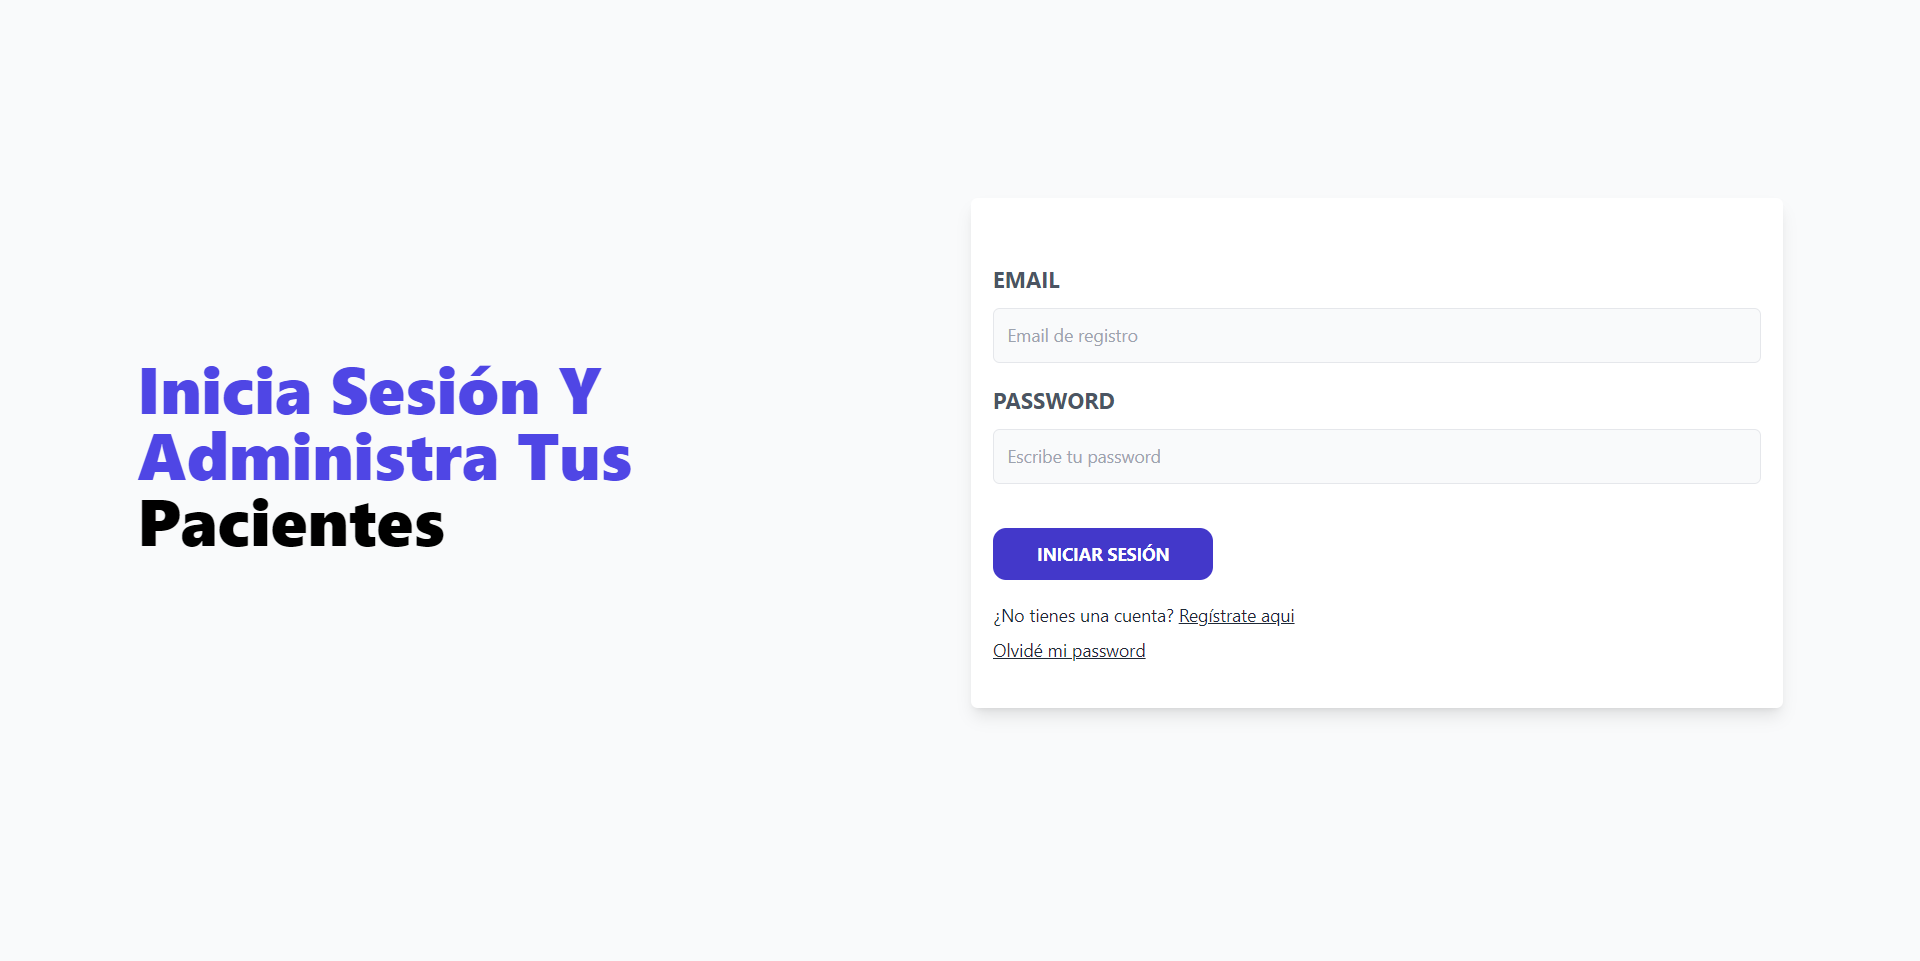 Inicia Sesión Y
Administra Tus
Pacientes
EMAIL
Email de registro
PASSWORD
Escribe tu password
INICIAR SESIÓN
¿No tienes una cuenta? Regístrate aqui
Olvidé mi password